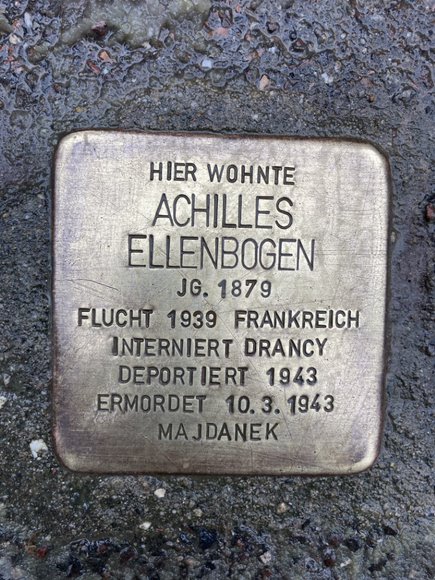 HIER WOHNTE
ACHILLES
ELLENBOGEN
JG. 1879
FLUCHT 1939 FRANKREICH
INTERNIERT DRANCY
DEPORTIERT 1943
ERMORDET 10.3.1943
MAJDANEK